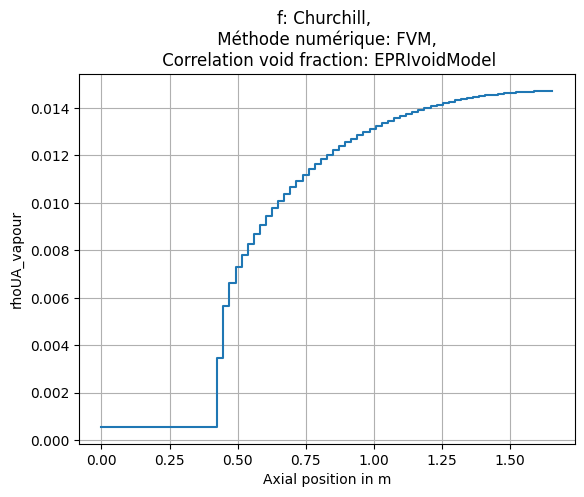 f: Churchill,
Méthode numérique: FVM,
Correlation void fraction: EPRIvoidModel
rhoUA_vapour
0.014
0.012
0.010
0.008
0.006
0.004
0.002
0.000
0.00 0.25 0.50 0.75 1.00 1.25 1.50
Axial position in m